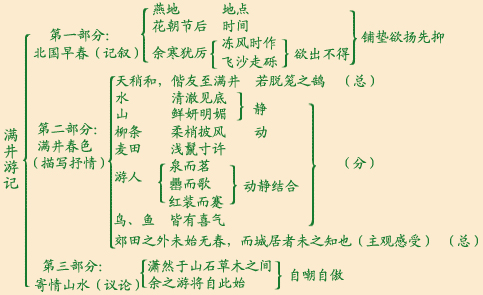 满井游记
第一部分：
北国早春（记叙）
燕地 地点
花朝节后 时间
余寒犹厉
冻风时作
飞沙走砾
欲出不得
铺垫欲扬先抑
第二部分：
满井春色
（描写抒情）
天稍和，偕友至满井 若脱笼之鹄 （总）
水 清澈见底
山 鲜妍明媚
静
柳条 柔梢披风 动
麦田 浅鬣寸许
游人
泉而茗
罍而歌
红装而蹇
动静结合
鸟、鱼 皆有喜气
（分）
郊田之外未始无春，而城居者未之知也（主观感受） （总）
第三部分：
寄情山水（议论）
潇然于山石草木之间
余之游将自此始
自嘲自傲